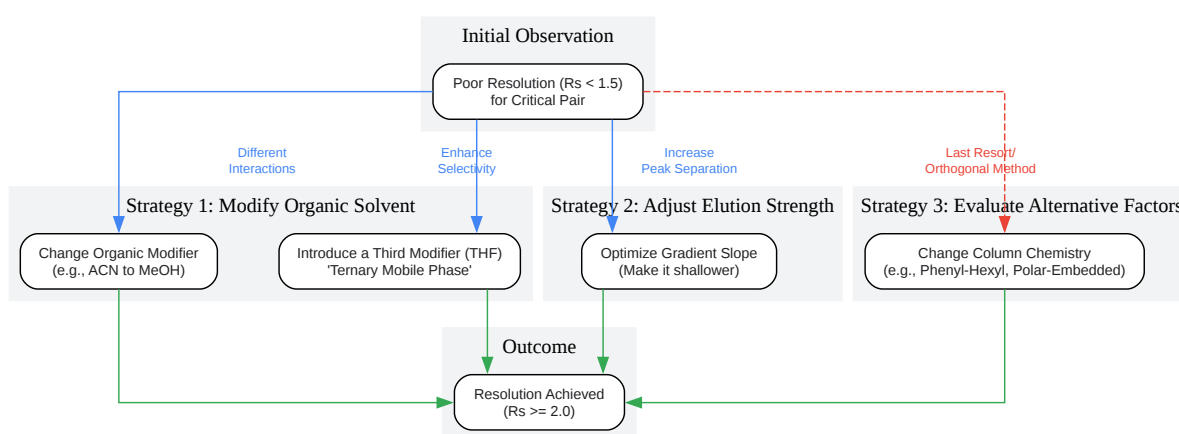 Initial Observation
Poor Resolution (Rs < 1.5)
for Critical Pair
Different
Interactions
Enhance
Selectivity
Increase
Peak Separation
Last Resort/
Orthogonal Method
Strategy 1: Modify Organic Solvent
Change Organic Modifier
(e.g., ACN to MeOH)
Introduce a Third Modifier (THF)
'Ternary Mobile Phase'
Strategy 2: Adjust Elution Strength
Optimize Gradient Slope
(Make it shallower)
Strategy 3: Evaluate Alternative Factors
Change Column Chemistry
(e.g., Phenyl-Hexyl, Polar-Embedded)
Outcome
Resolution Achieved
(Rs >= 2.0)